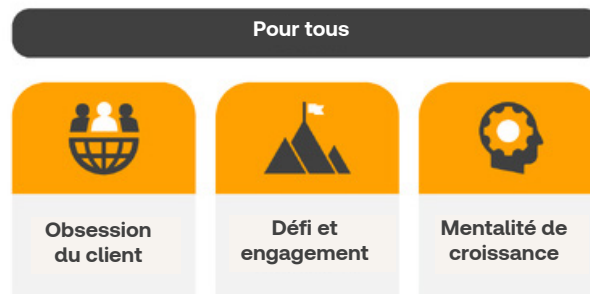 Pour tous
Obsession
du client
Défi et
engagement
Mentalité de
croissance